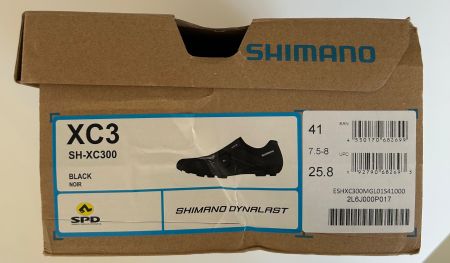 SHIMANO
XC3
SH-XC300
BLACK
NOIR
SPD
SHIMANO DYNALAST
41
7.5-8
25.8
ESHXC300MGL01S41000
2L6J000P017